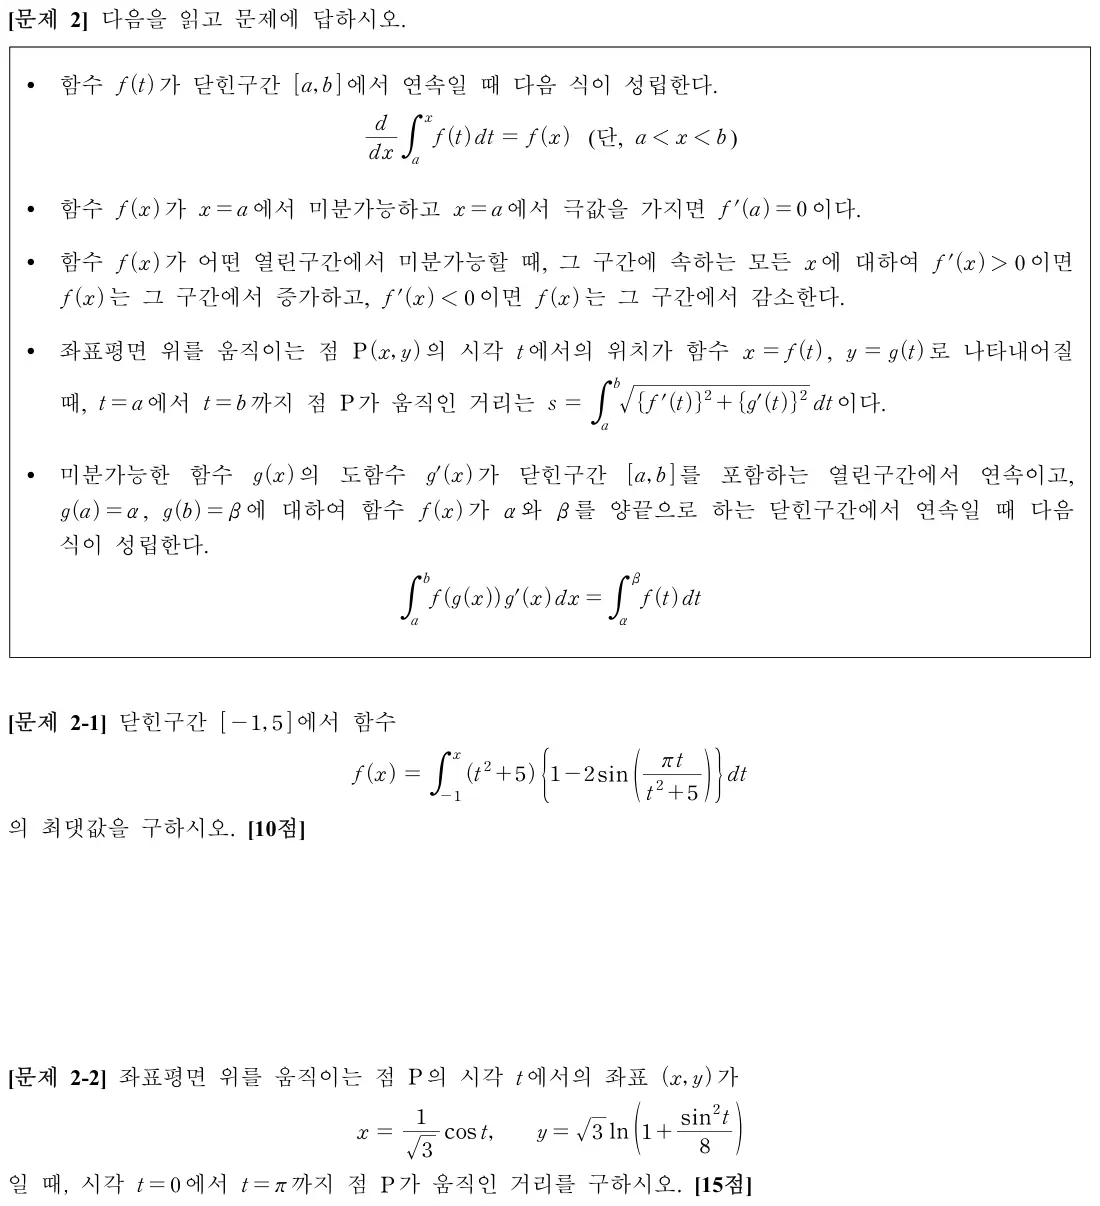 [문제 2] 다음을 읽고 문제에 답하시오.
• 함수 f(t)가 닫힌구간 [a, b]에서 연속일 때 다음 식이 성립한다.
d/dx ∫_a^x f(t)dt = f(x) (단, a < x < b)
• 함수 f(x)가 x=a에서 미분가능하고 x=a에서 극값을 가지면 f′(a)=0이다.
• 함수 f(x)가 어떤 열린구간에서 미분가능할 때, 그 구간에 속하는 모든 x에 대하여 f′(x)>0이면
f(x)는 그 구간에서 증가하고, f′(x)<0이면 f(x)는 그 구간에서 감소한다.
• 좌표평면 위를 움직이는 점 P(x, y)의 시각 t에서의 위치가 함수 x=f(t), y=g(t)로 나타내어질
때, t=a에서 t=b까지 점 P가 움직인 거리는 s = ∫_a^b √({f′(t)}²+{g′(t)}²) dt이다.
• 미분가능한 함수 g(x)의 도함수 g′(x)가 닫힌구간 [a, b]를 포함하는 열린구간에서 연속이고,
g(a)=α, g(b)=β에 대하여 함수 f(x)가 α와 β를 양끝으로 하는 닫힌구간에서 연속일 때 다음
식이 성립한다.
∫_a^b f(g(x))g′(x)dx = ∫_α^β f(t)dt
[문제 2-1] 닫힌구간 [-1, 5]에서 함수
f(x) = ∫_{-1}^x (t²+5){1-2sin(πt/(t²+5))}dt
의 최댓값을 구하시오. [10점]
[문제 2-2] 좌표평면 위를 움직이는 점 P의 시각 t에서의 좌표 (x, y)가
x = 1/√3 cos t, y = √3 ln(1+ sin²t/8)
일 때, 시각 t=0에서 t=π까지 점 P가 움직인 거리를 구하시오. [15점]